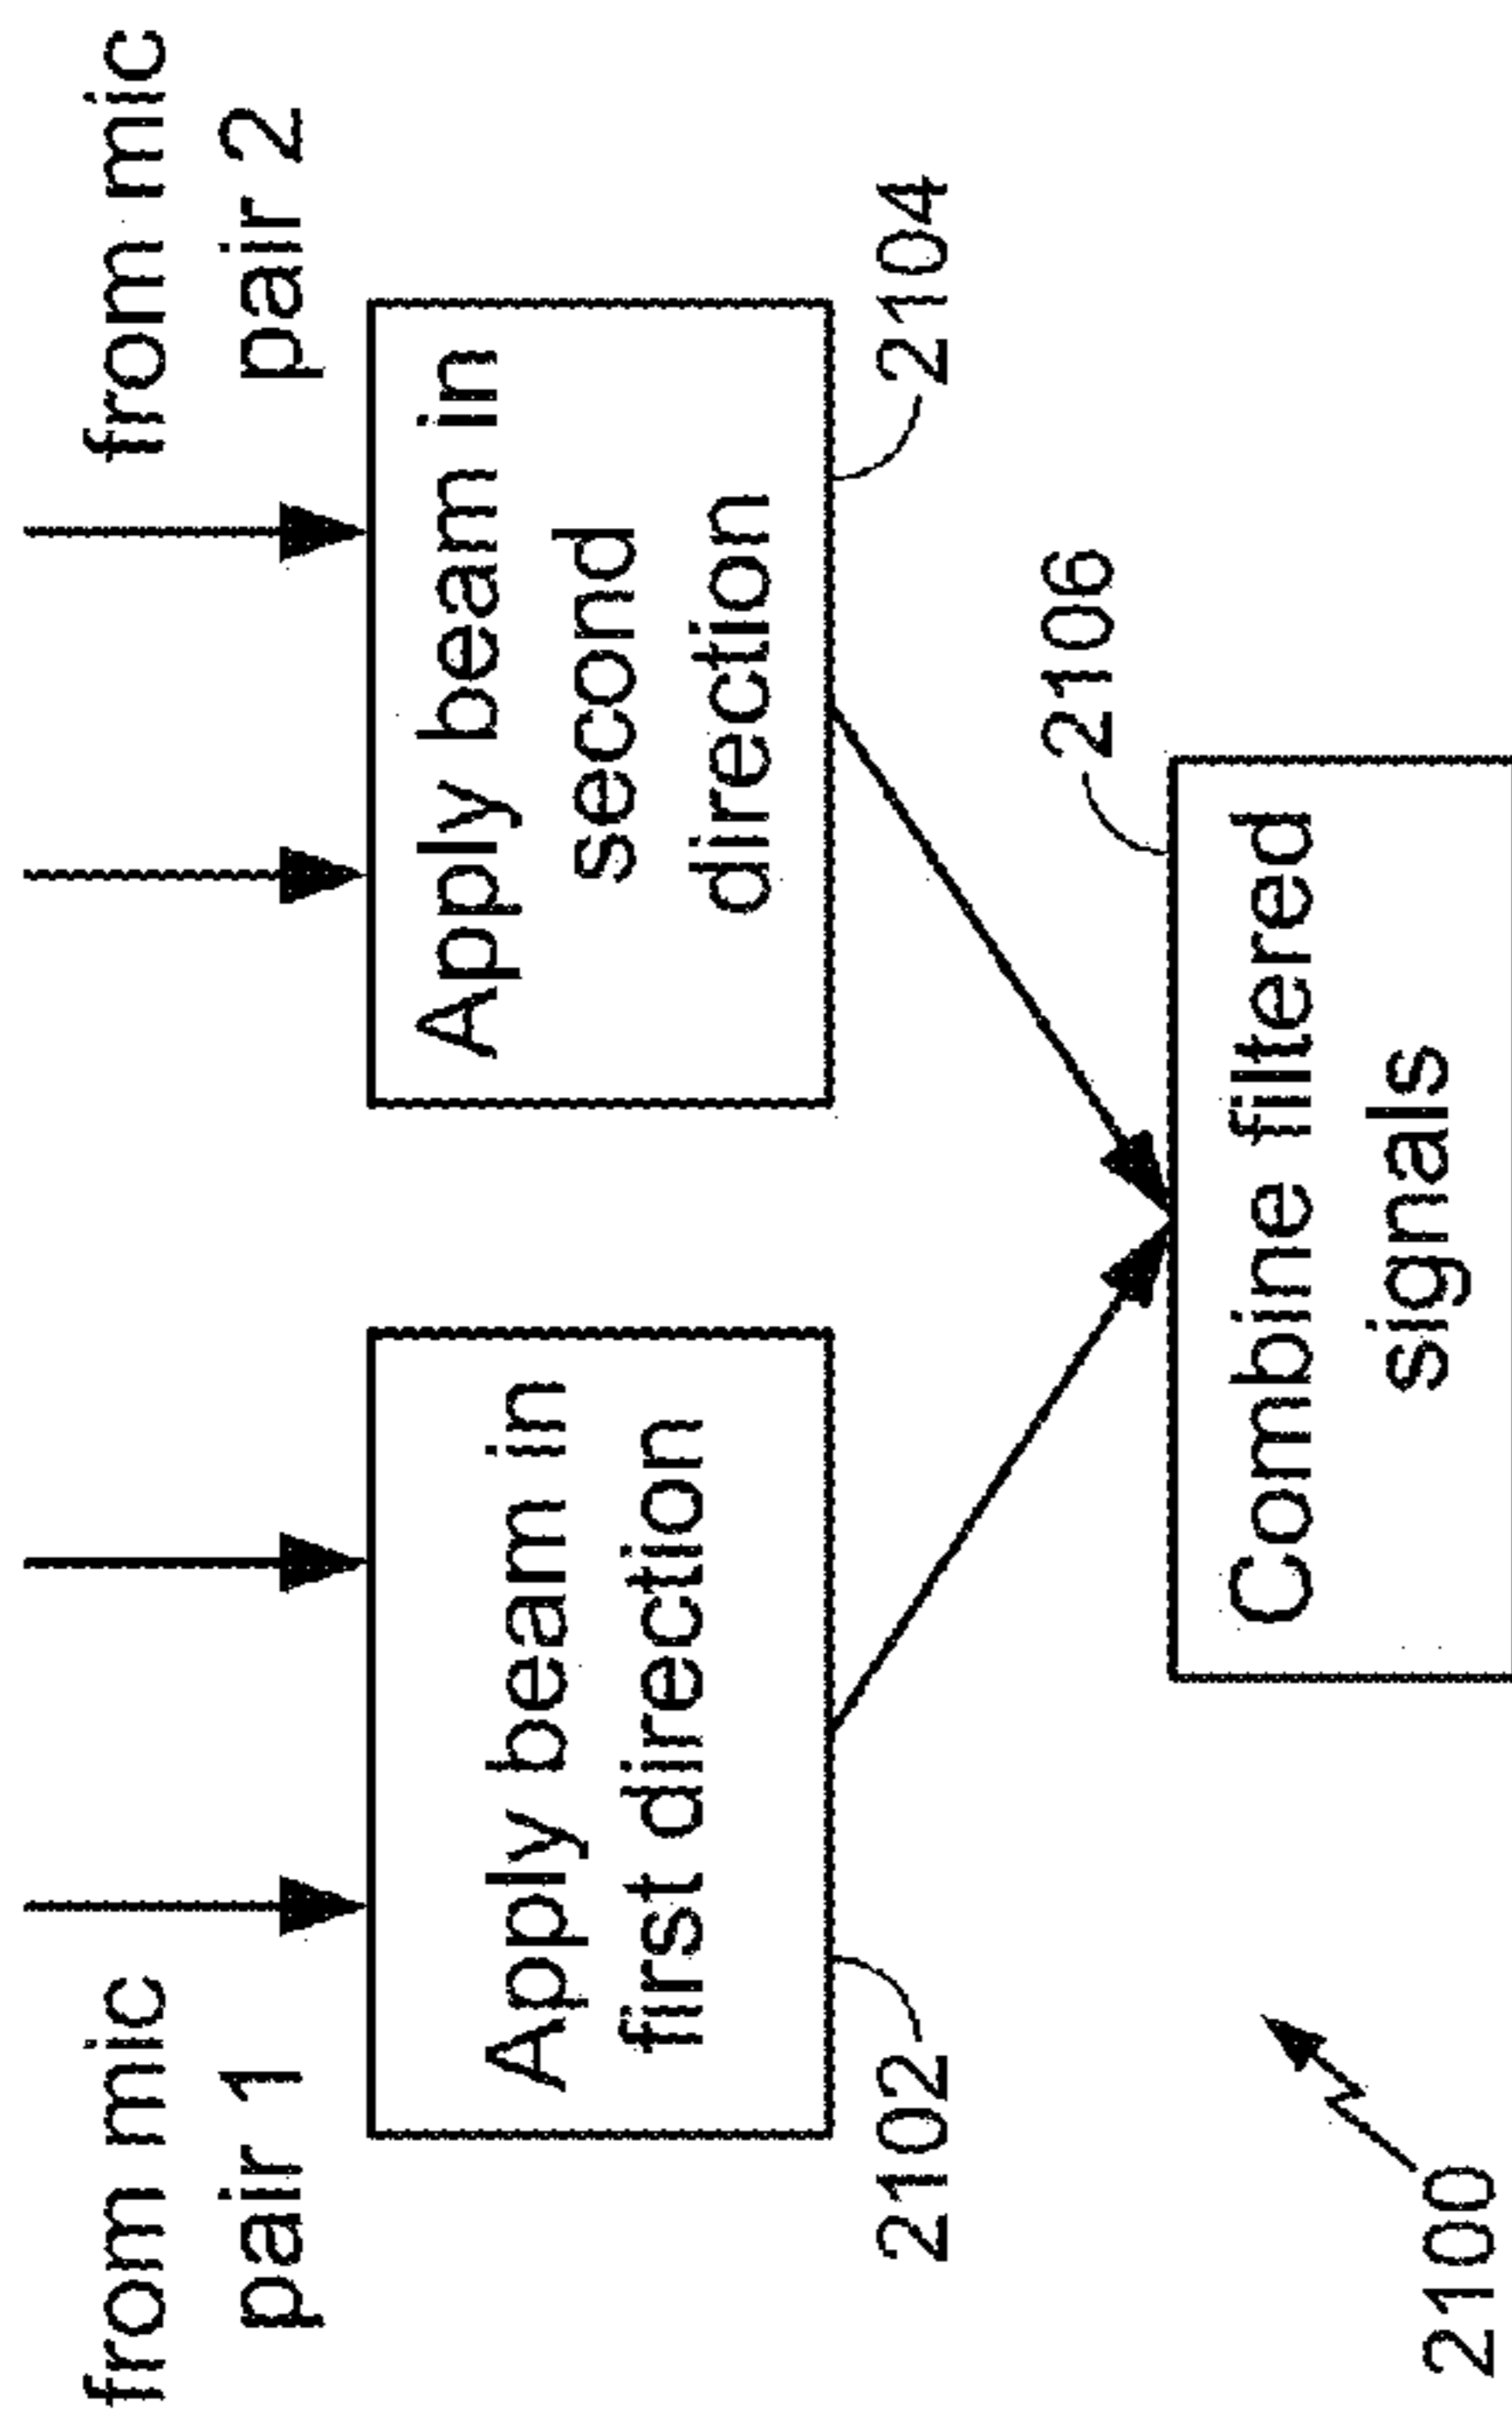 from mic
pair 1
from mic
pair 2
Apply beam in
first direction
Apply beam in
second
direction
2102
2104
2106
Combine filtered
signals
2100